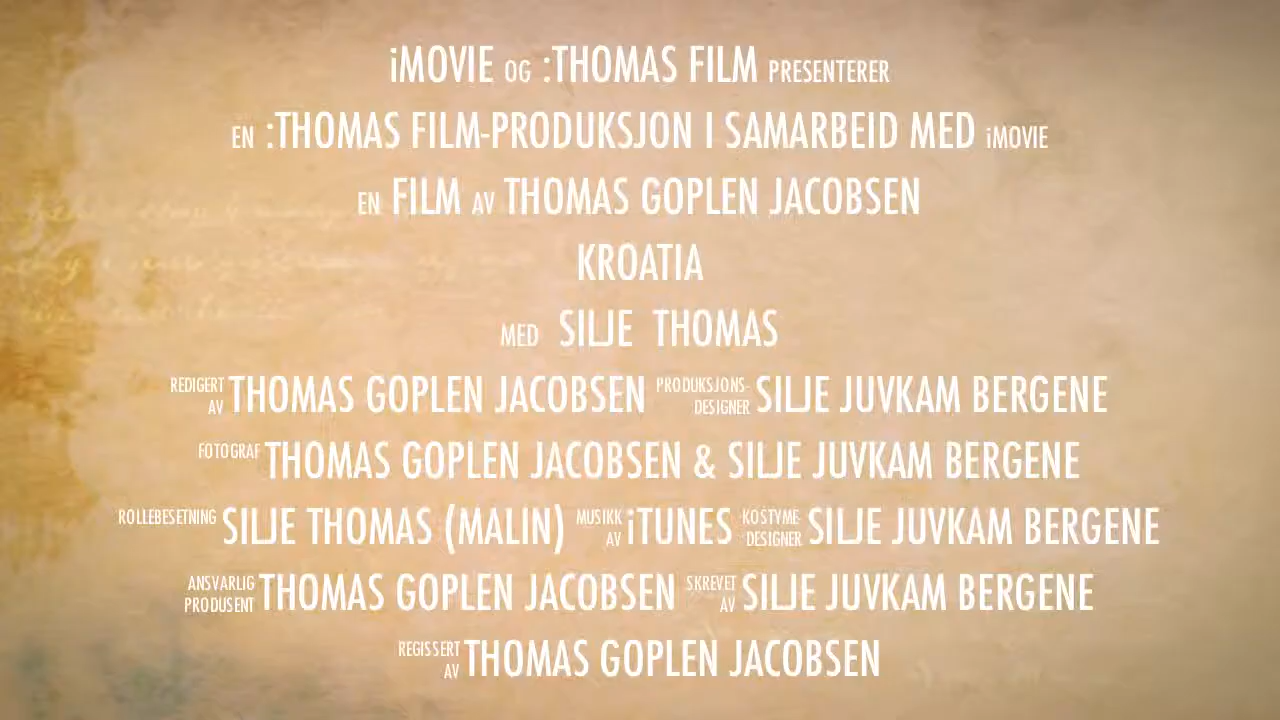 iMOVIE OG :THOMAS FILM PRESENTERER
EN :THOMAS FILM-PRODUKSJON I SAMARBEID MED iMOVIE
EN FILM AV THOMAS GOPLEN JACOBSEN
KROATIA
MED SILJE THOMAS
REDIGERT AV THOMAS GOPLEN JACOBSEN PRODUKSJONS-DESIGNER SILJE JUVKAM BERGENE
FOTOGRAF THOMAS GOPLEN JACOBSEN & SILJE JUVKAM BERGENE
ROLLEBESETNING SILJE THOMAS (MALIN) MUSIKK AV iTUNES KOSTYME-DESIGNER SILJE JUVKAM BERGENE
ANSVARLIG PRODUSENT THOMAS GOPLEN JACOBSEN SKREVET AV SILJE JUVKAM BERGENE
REGISSERT AV THOMAS GOPLEN JACOBSEN